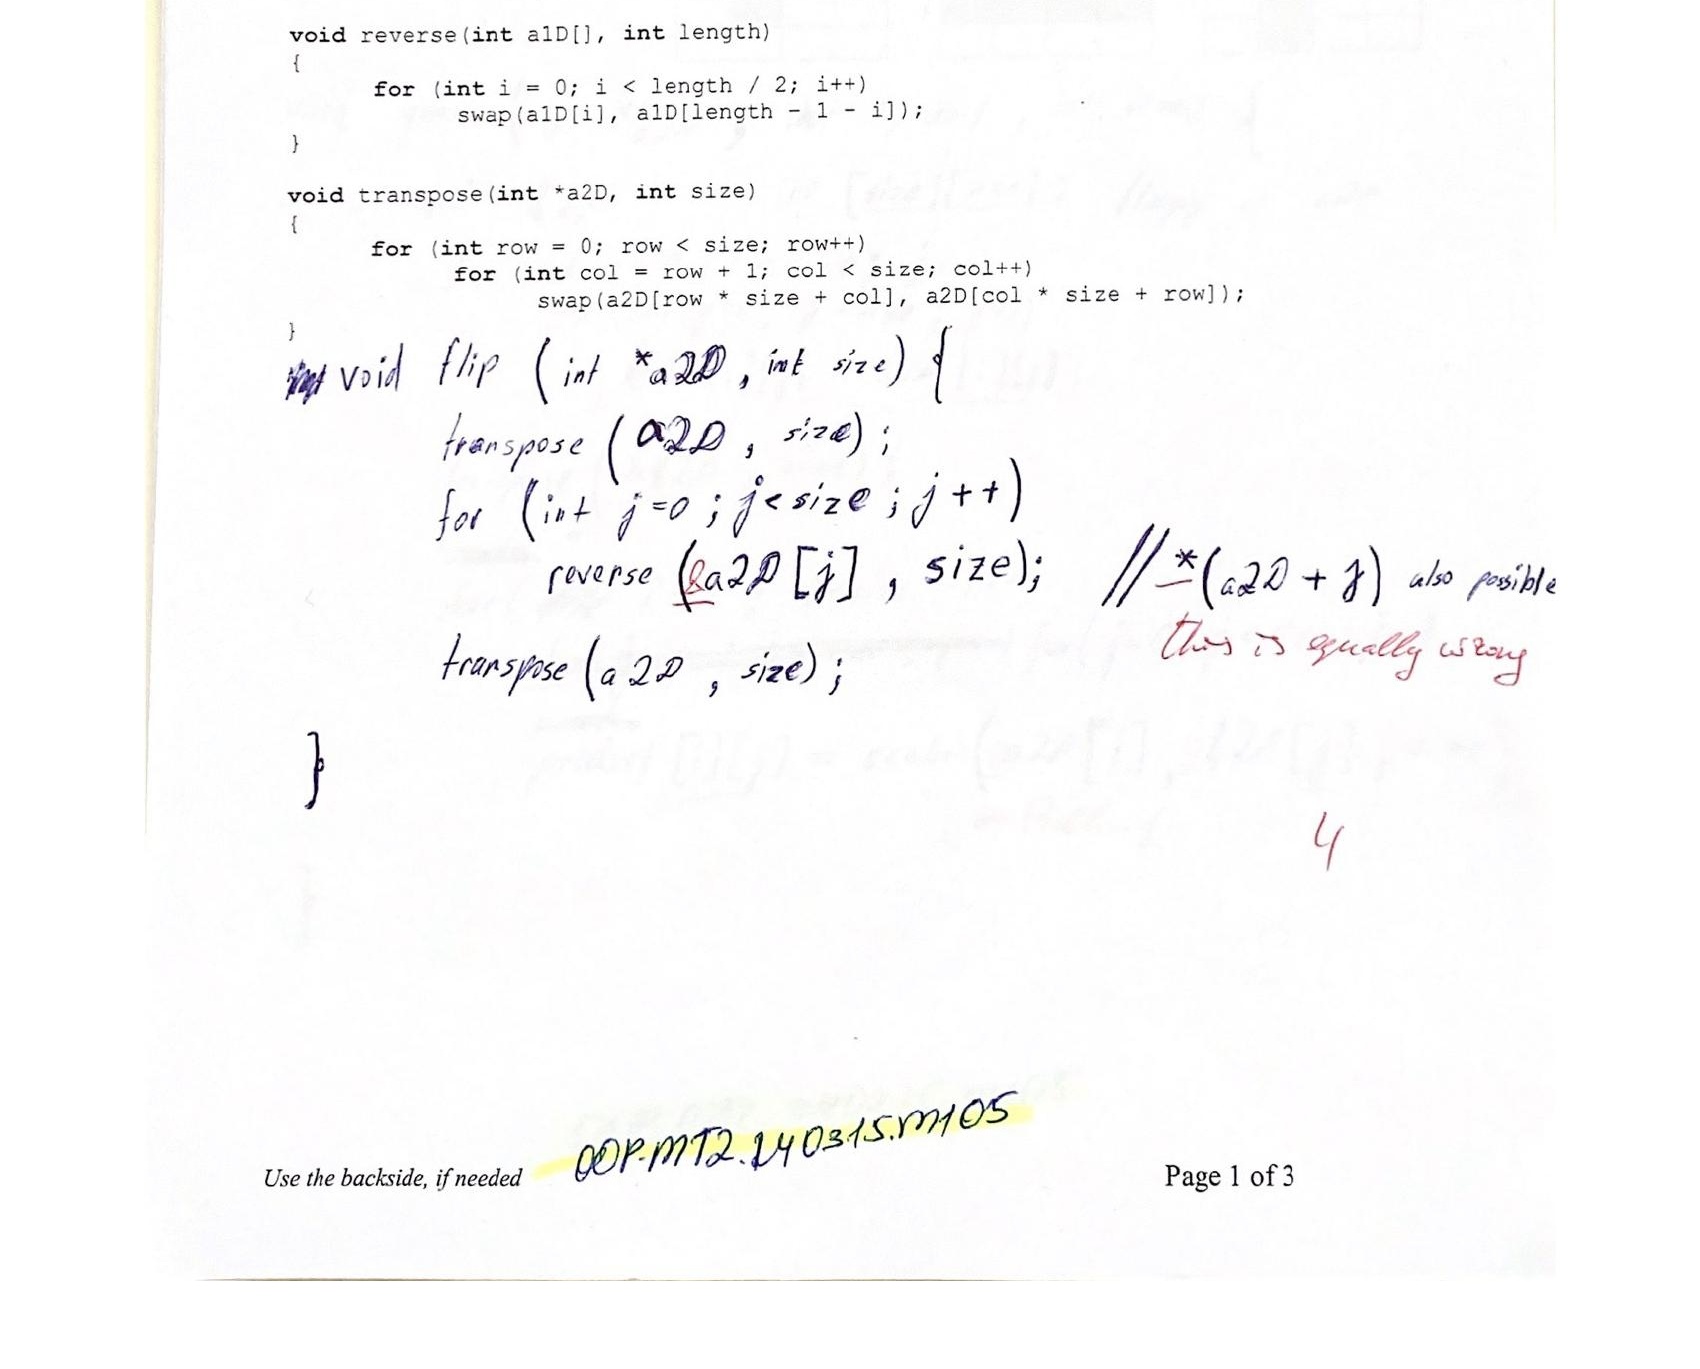 void reverse(int a1D[], int length)
{
for (int i = 0; i < length / 2; i++)
swap(a1D[i], a1D[length - 1 - i]);
}
void transpose(int *a2D, int size)
{
for (int row = 0; row < size; row++)
for (int col = row + 1; col < size; col++)
swap(a2D[row * size + col], a2D[col * size + row]);
}
void flip (int *a2D, int size) {
transpose (a2D, size);
for (int j=0; j<size; j++)
reverse (&a2D[j], size); //*(a2D + j) also possible
this is equally wrong
transpose (a2D, size);
}
4
OOP.MT2.240315.M105
Use the backside, if needed
Page 1 of 3